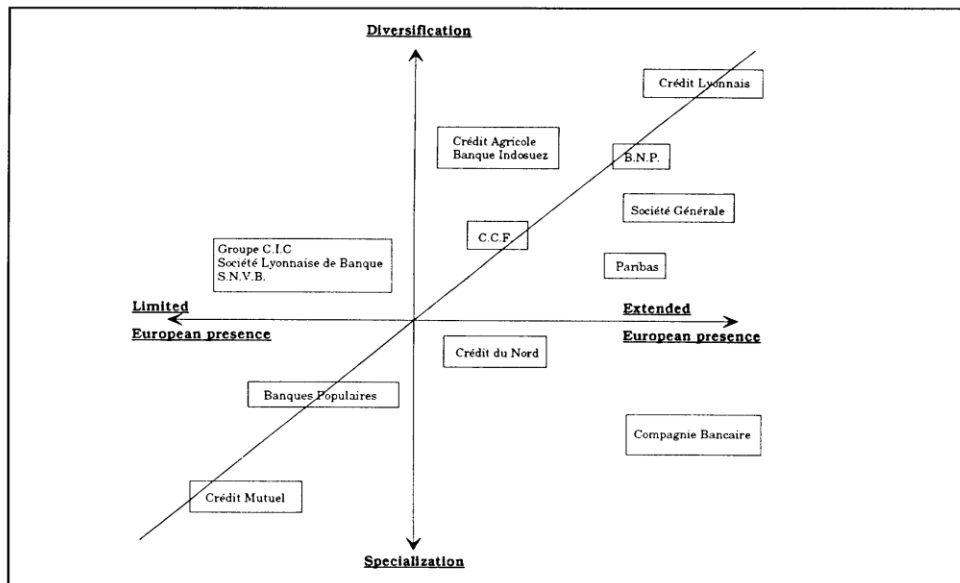 Diversification
Crédit Lyonnais
Crédit Agricole
Banque Indosuez
B.N.P.
Société Générale
C.C.F.
Groupe C.I.C
Société Lyonnaise de Banque
S.N.V.B.
Paribas
Limited
European presence
Extended
European presence
Crédit du Nord
Banques Populaires
Compagnie Bancaire
Crédit Mutuel
Specialization